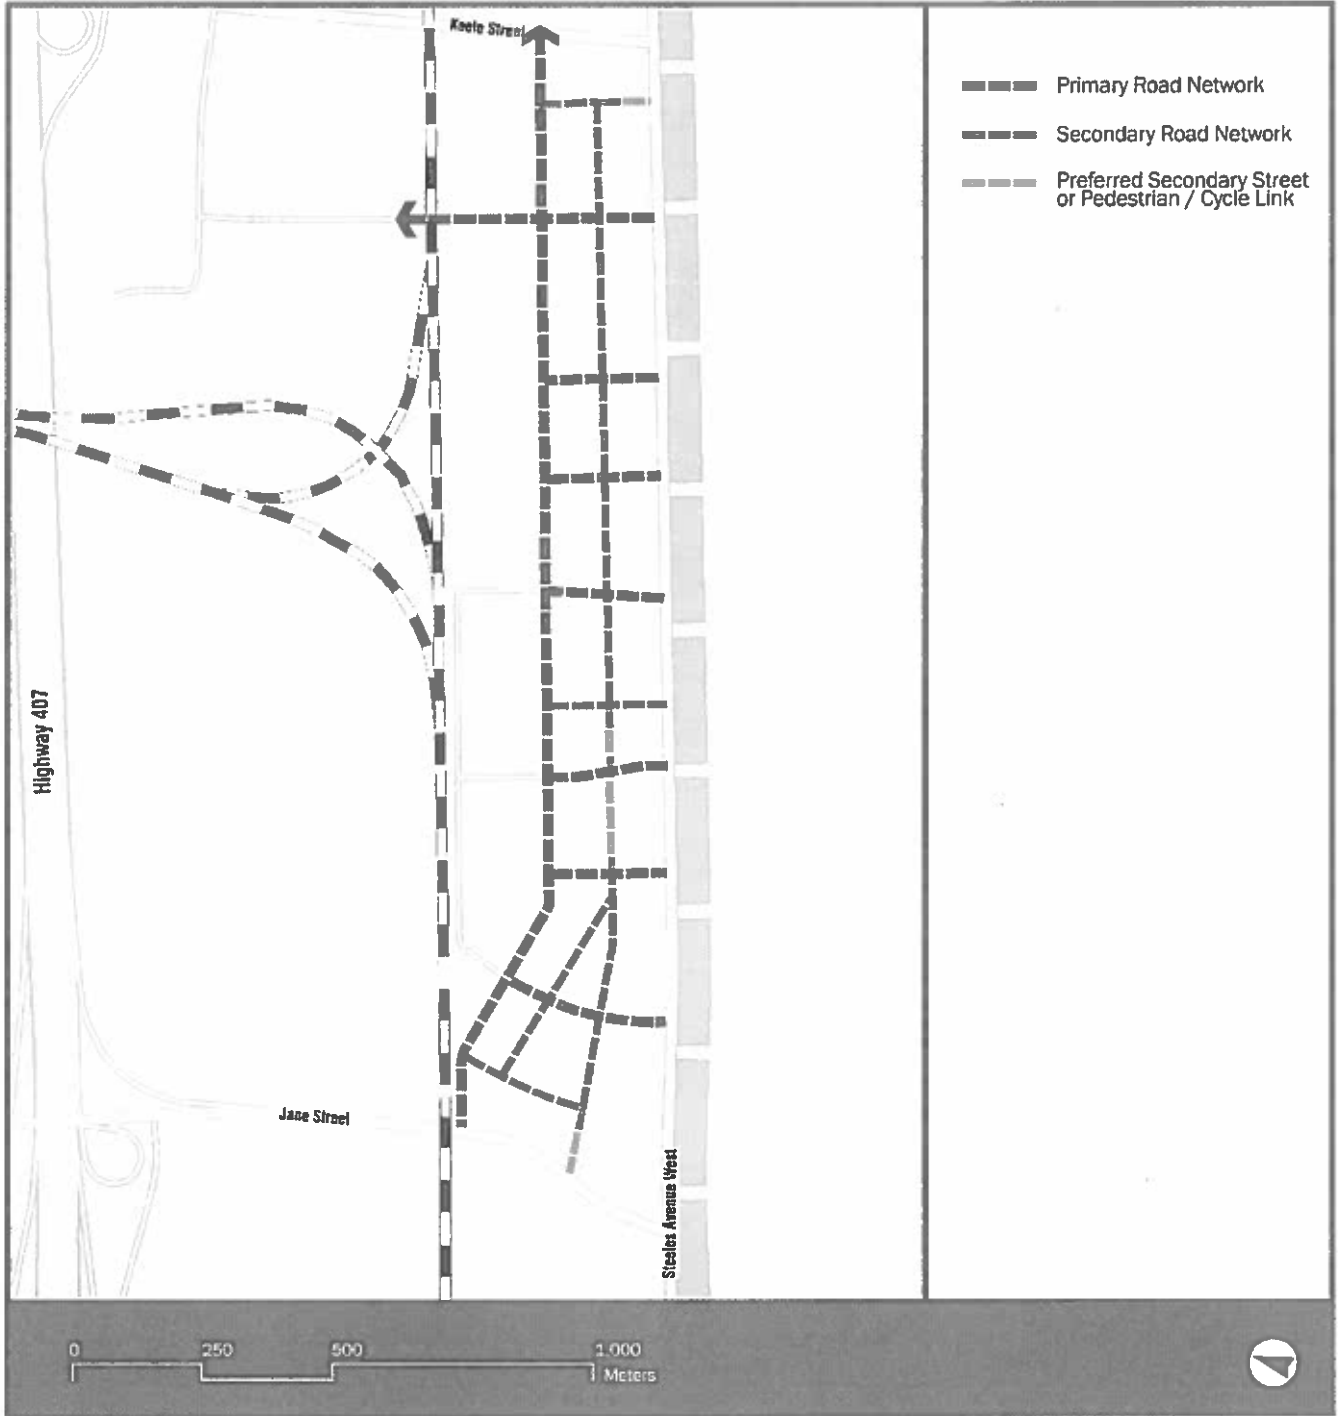 Keele Street
Primary Road Network
Secondary Road Network
Preferred Secondary Street
or Pedestrian / Cycle Link
Highway 407
Jane Street
Steeles Avenue West
0 250 500 1,000
Meters